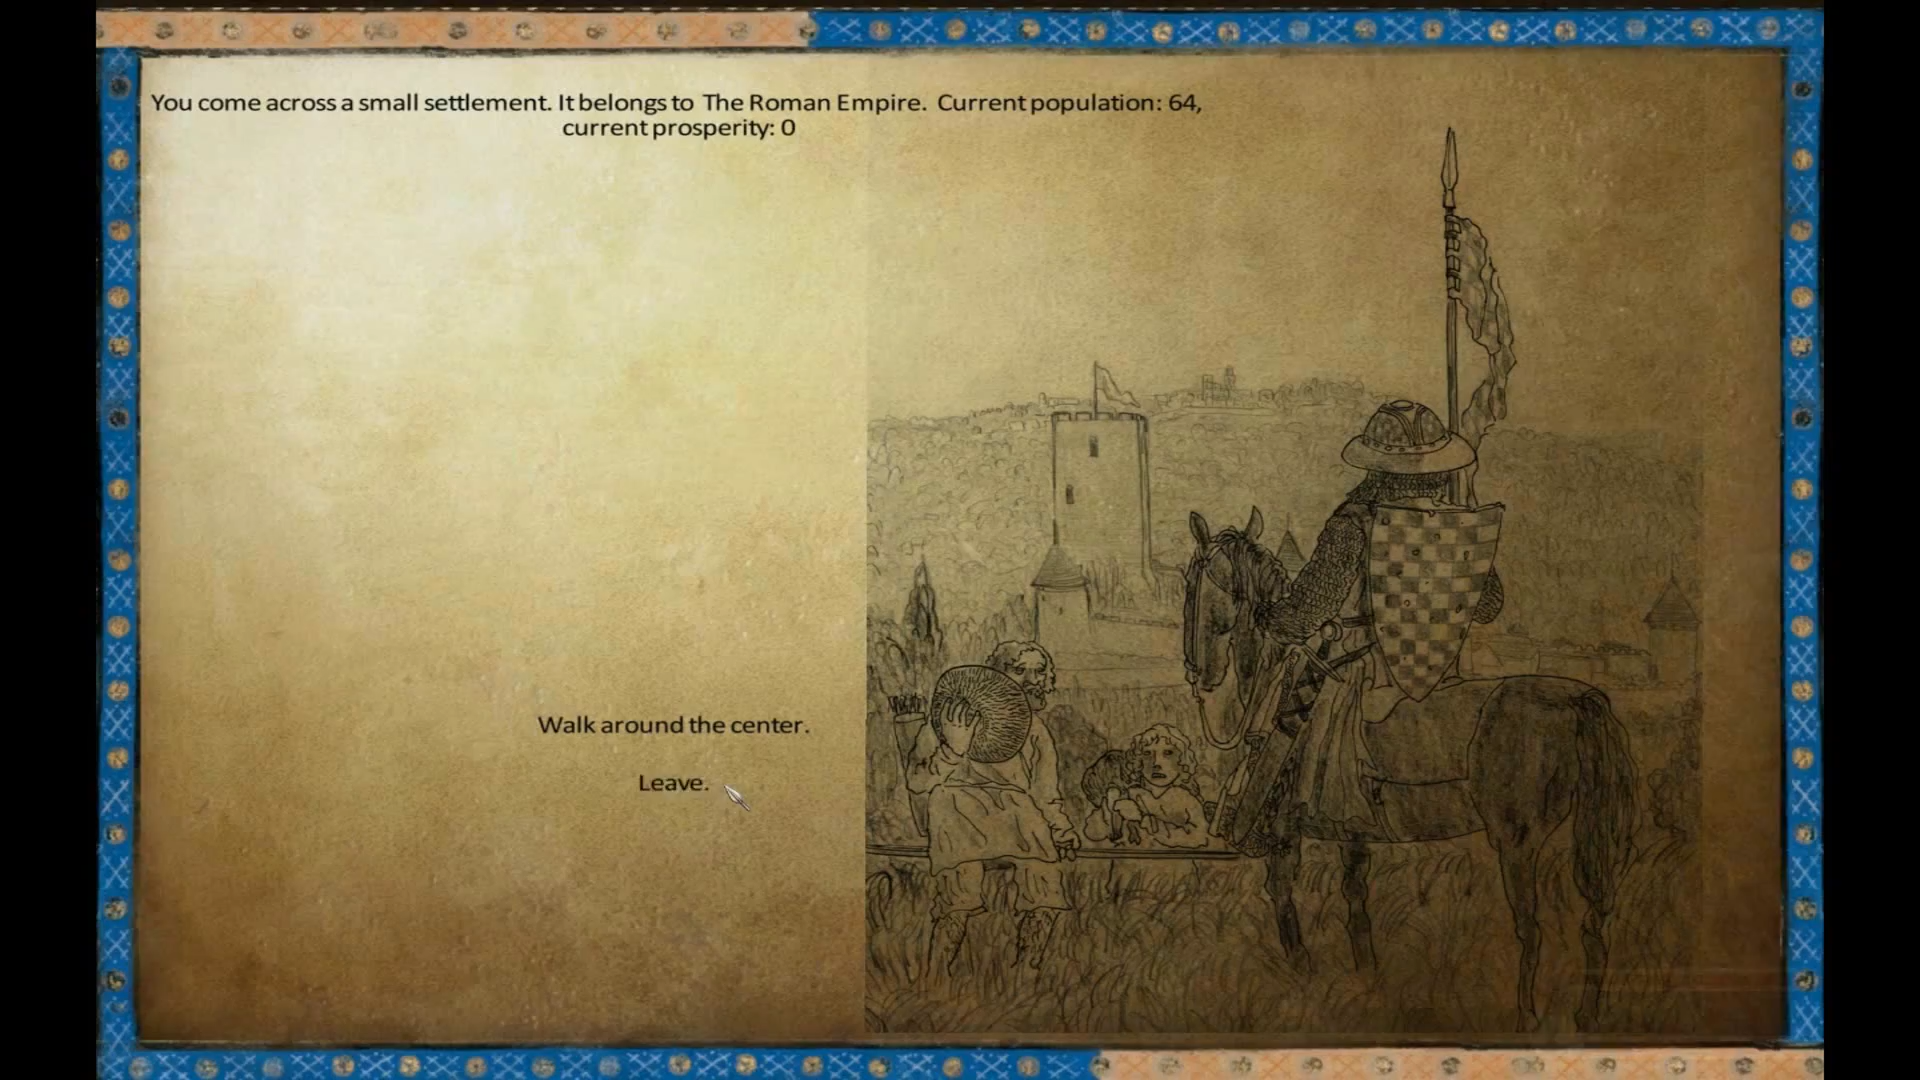 You come across a small settlement. It belongs to The Roman Empire. Current population: 64,
current prosperity: 0
Walk around the center.
Leave.